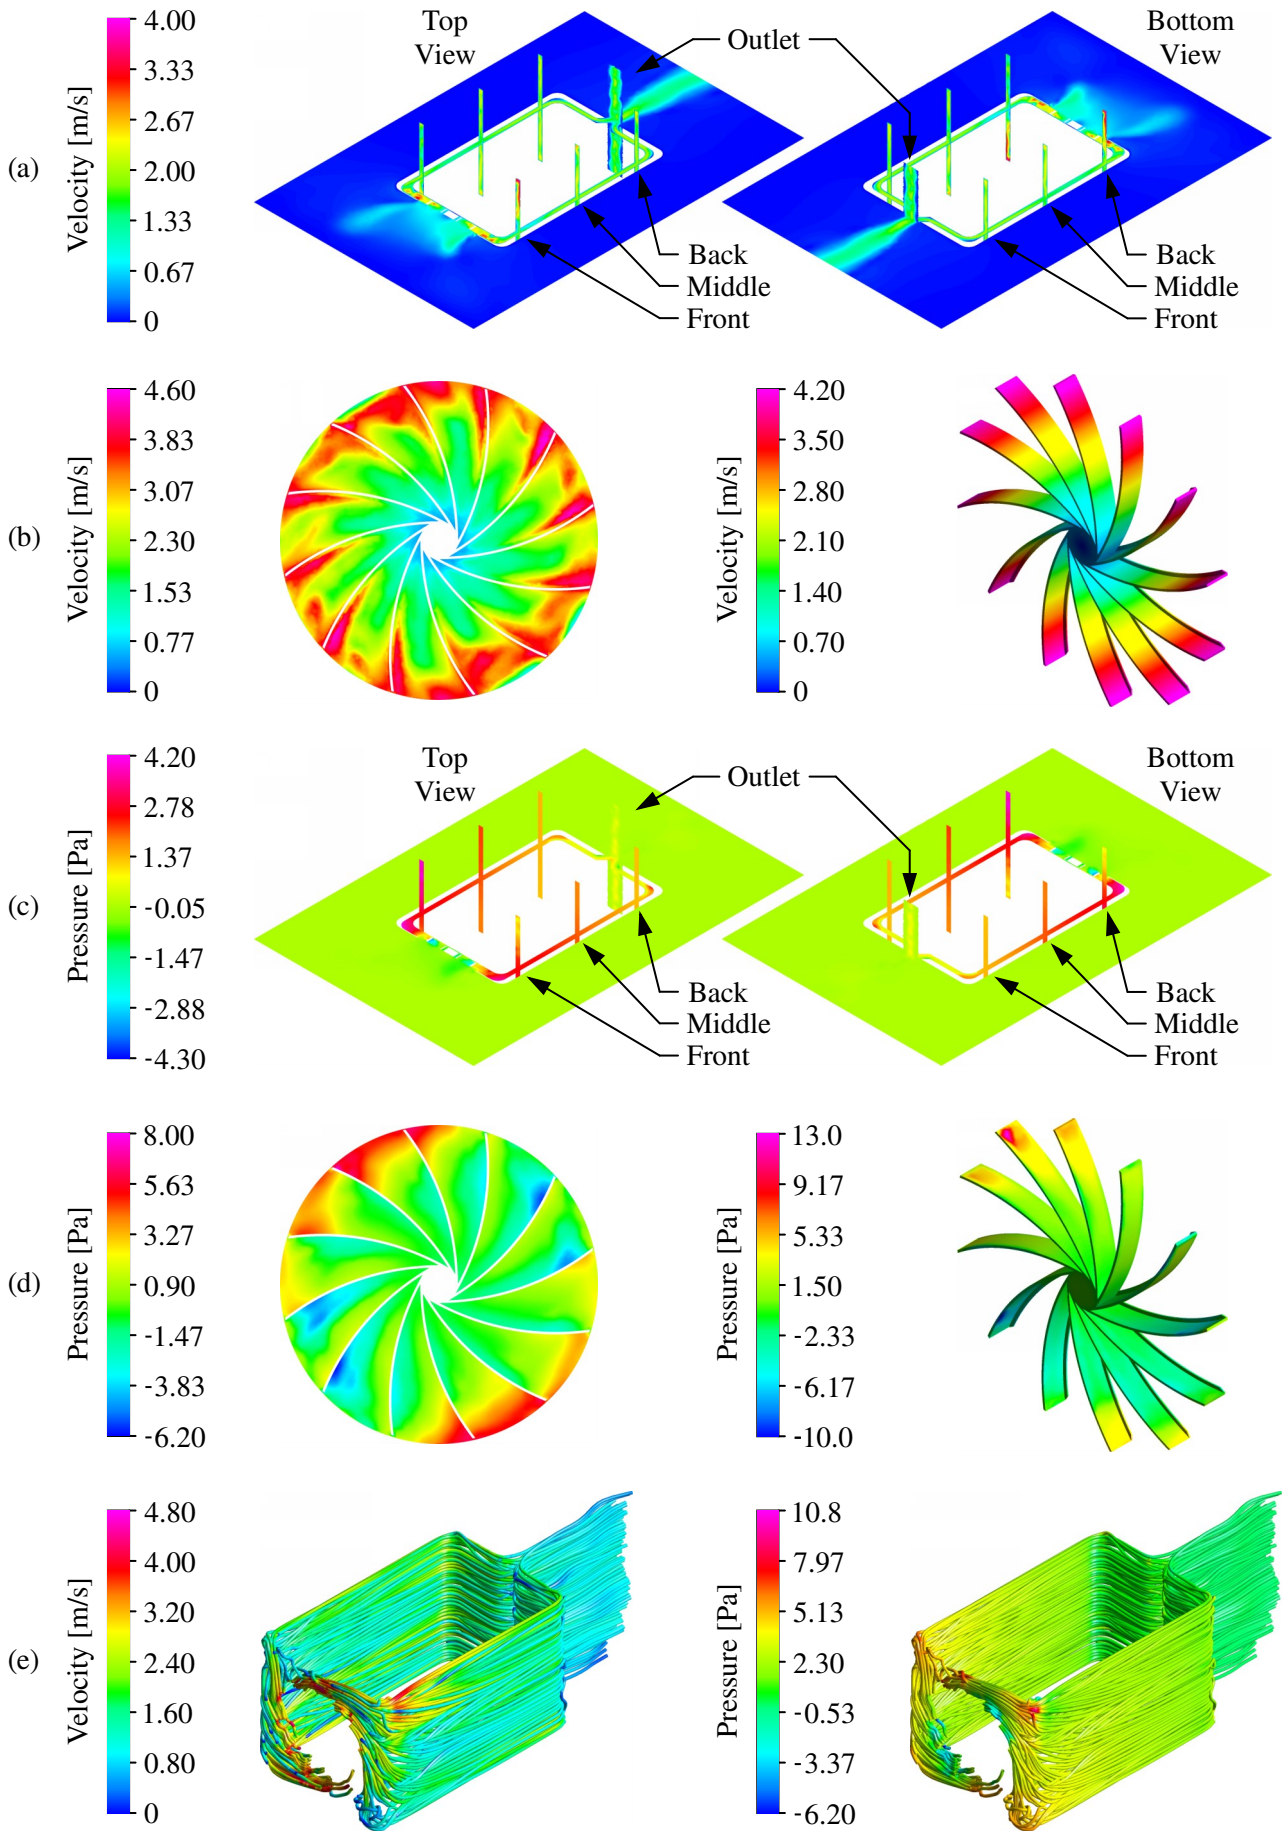 (a)
Velocity [m/s]
4.00
3.33
2.67
2.00
1.33
0.67
0
Top
View
Outlet
Bottom
View
Back
Middle
Front
Back
Middle
Front
(b)
Velocity [m/s]
4.60
3.83
3.07
2.30
1.53
0.77
0
Velocity [m/s]
4.20
3.50
2.80
2.10
1.40
0.70
0
(c)
Pressure [Pa]
4.20
2.78
1.37
-0.05
-1.47
-2.88
-4.30
Top
View
Outlet
Bottom
View
Back
Middle
Front
Back
Middle
Front
(d)
Pressure [Pa]
8.00
5.63
3.27
0.90
-1.47
-3.83
-6.20
Pressure [Pa]
13.0
9.17
5.33
1.50
-2.33
-6.17
-10.0
(e)
Velocity [m/s]
4.80
4.00
3.20
2.40
1.60
0.80
0
Pressure [Pa]
10.8
7.97
5.13
2.30
-0.53
-3.37
-6.20